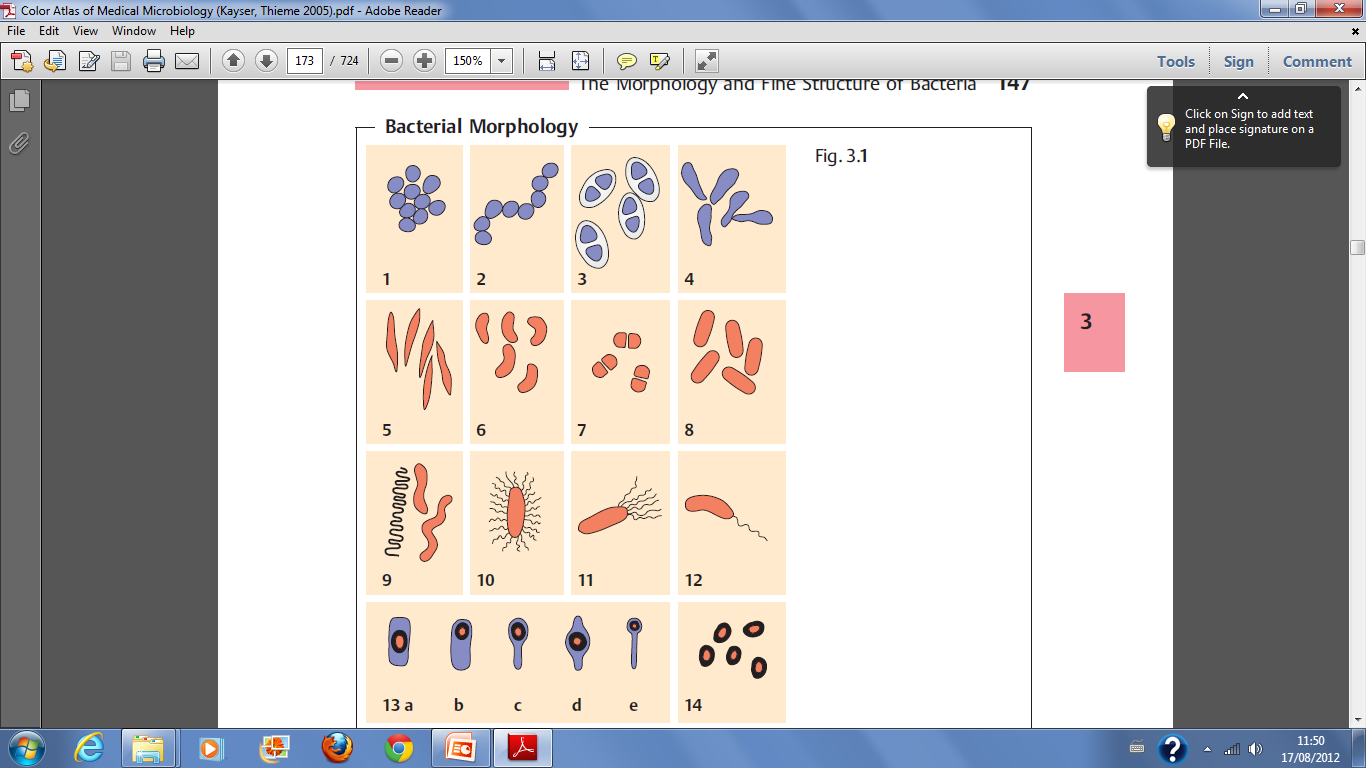 Color Atlas of Medical Microbiology (Kayser, Thieme 2005).pdf - Adobe Reader
File Edit View Window Help
173 / 724 150% Tools Sign Comment
The Morphology and Fine Structure of Bacteria 147
Click on Sign to add text
and place signature on a
PDF File.
Bacterial Morphology
Fig. 3.1
1 2 3 4
3
5 6 7 8
9 10 11 12
13 a b c d e 14
11:50
17/08/2012